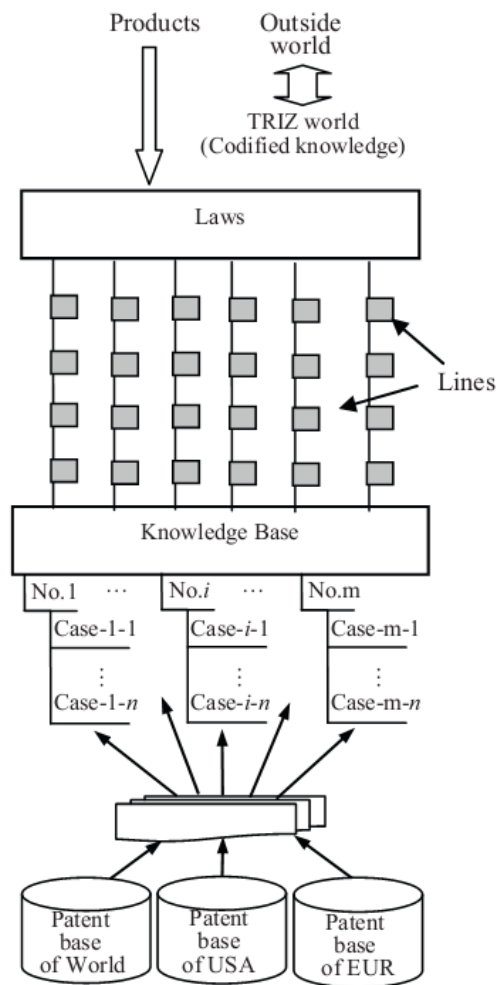 Products
Outside
world
TRIZ world
(Codified knowledge)
Laws
Lines
Knowledge Base
No.1 ⋯ No.i ⋯ No.m
Case-1-1 Case-i-1 Case-m-1
⋮ ⋮ ⋮
Case-1-n Case-i-n Case-m-n
Patent
base
of World
Patent
base
of USA
Patent
base
of EUR